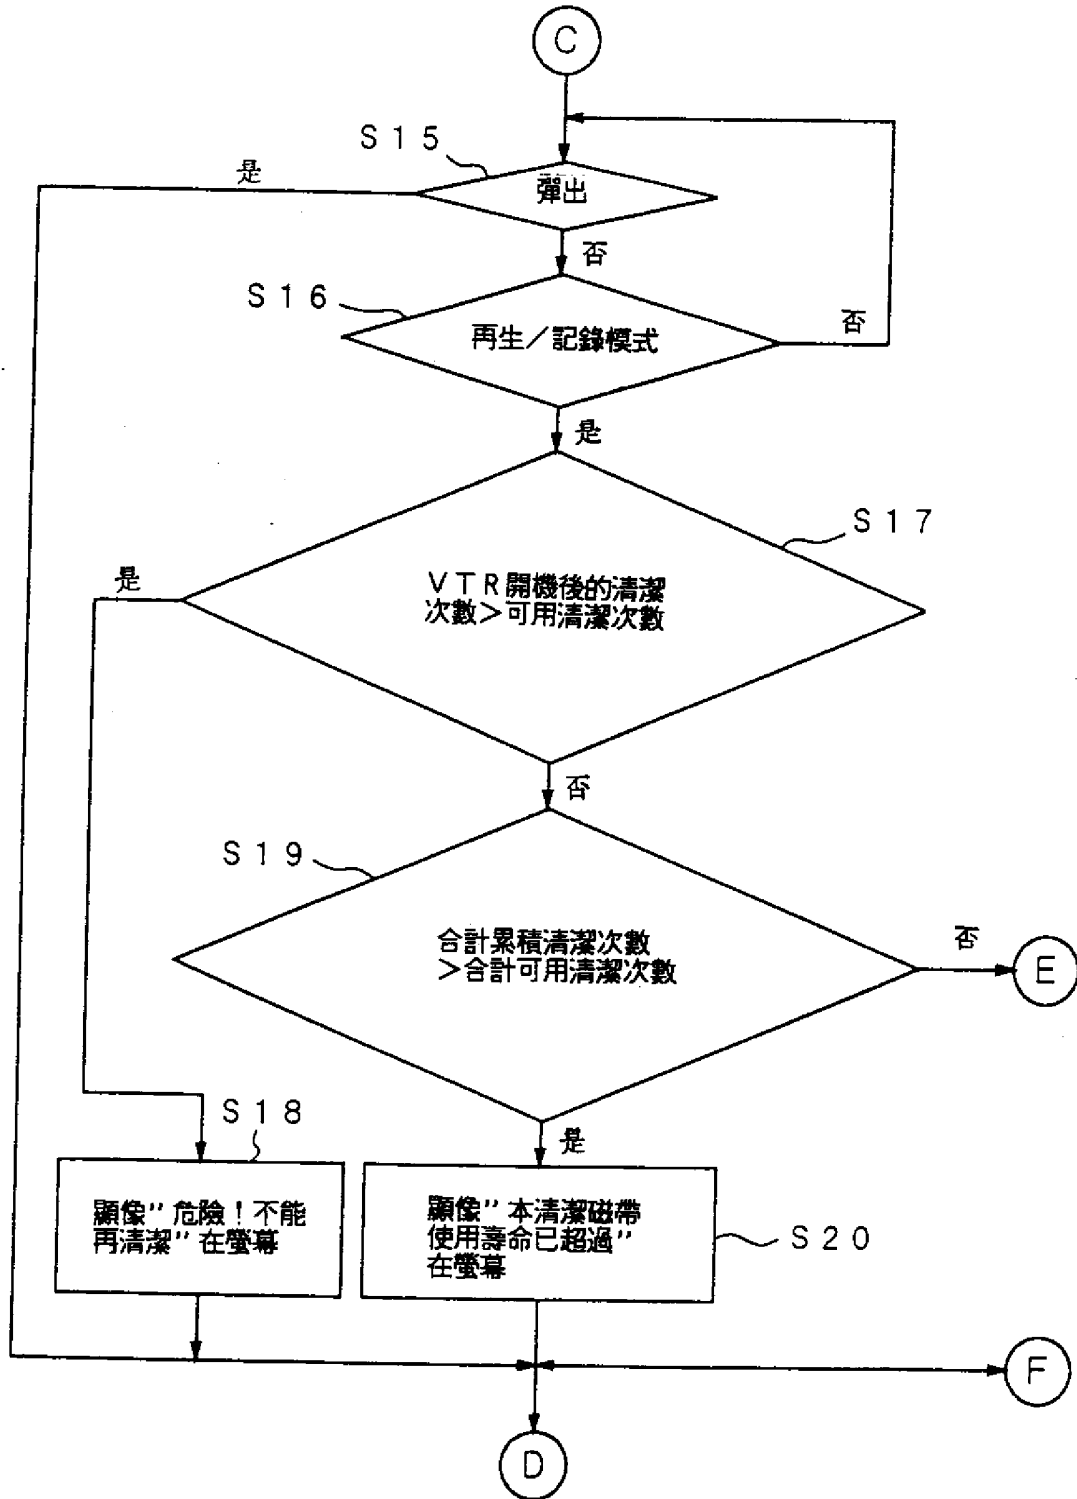 C
S15
是
彈出
否
S16
再生／記錄模式
否
是
S17
是
VTR開機後的清潔
次數＞可用清潔次數
否
S19
合計累積清潔次數
＞合計可用清潔次數
否
E
是
S18
顯像”危險！不能
再清潔”在螢幕
顯像”本清潔磁帶
使用壽命已超過”
在螢幕
S20
F
D